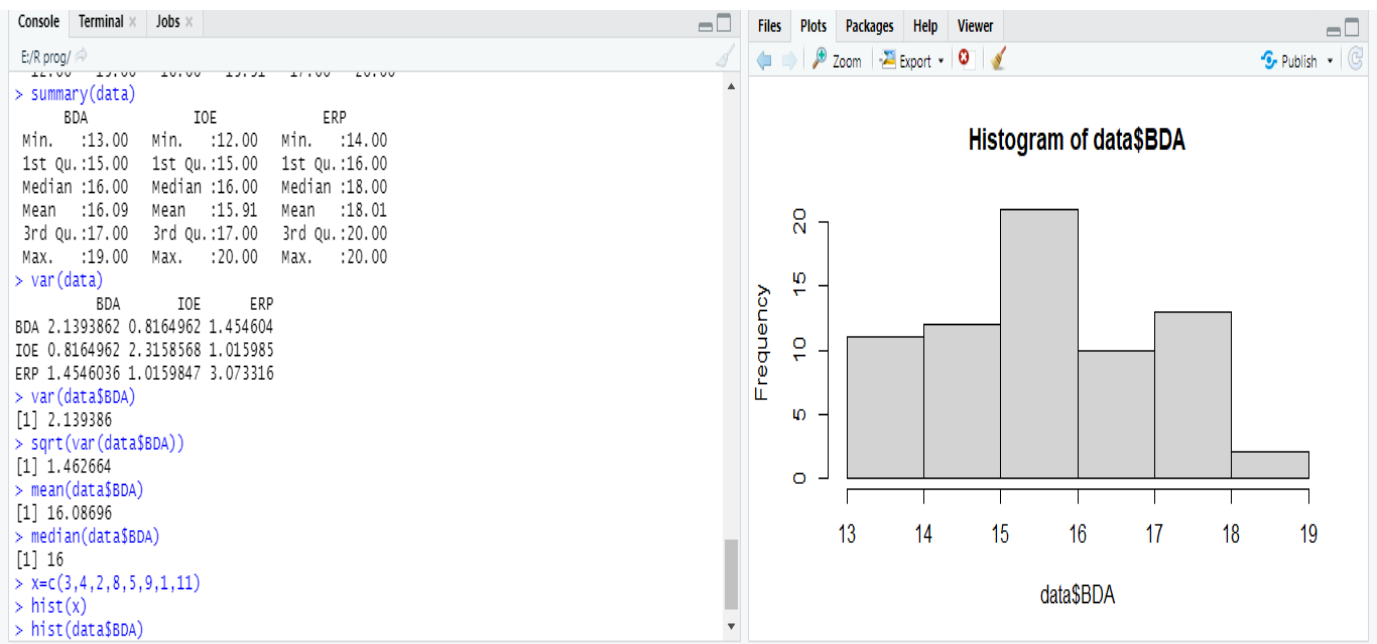 Console Terminal × Jobs ×
E:/R prog/
> summary(data)
BDA IOE ERP
Min. :13.00 Min. :12.00 Min. :14.00
1st Qu.:15.00 1st Qu.:15.00 1st Qu.:16.00
Median :16.00 Median :16.00 Median :18.00
Mean :16.09 Mean :15.91 Mean :18.01
3rd Qu.:17.00 3rd Qu.:17.00 3rd Qu.:20.00
Max. :19.00 Max. :20.00 Max. :20.00
> var(data)
BDA IOE ERP
BDA 2.1393862 0.8164962 1.454604
IOE 0.8164962 2.3158568 1.015985
ERP 1.4546036 1.0159847 3.073316
> var(data$BDA)
[1] 2.139386
> sqrt(var(data$BDA))
[1] 1.462664
> mean(data$BDA)
[1] 16.08696
> median(data$BDA)
[1] 16
> x=c(3,4,2,8,5,9,1,11)
> hist(x)
> hist(data$BDA)
Files Plots Packages Help Viewer
Zoom Export Publish
Histogram of data$BDA
Frequency
20
15
10
5
0
13 14 15 16 17 18 19
data$BDA